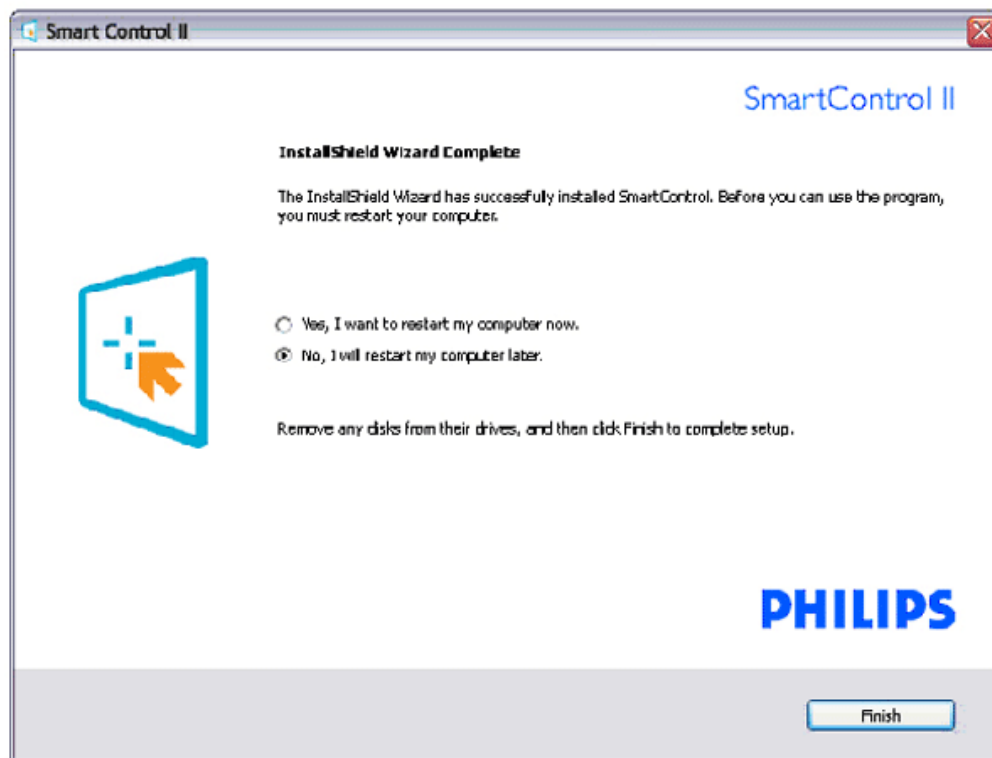 Smart Control II
SmartControl II
InstallShield Wizard Complete
The InstallShield Wizard has successfully installed SmartControl. Before you can use the program,
you must restart your computer.
Yes, I want to restart my computer now.
No, I will restart my computer later.
Remove any disks from their drives, and then click Finish to complete setup.
PHILIPS
Finish